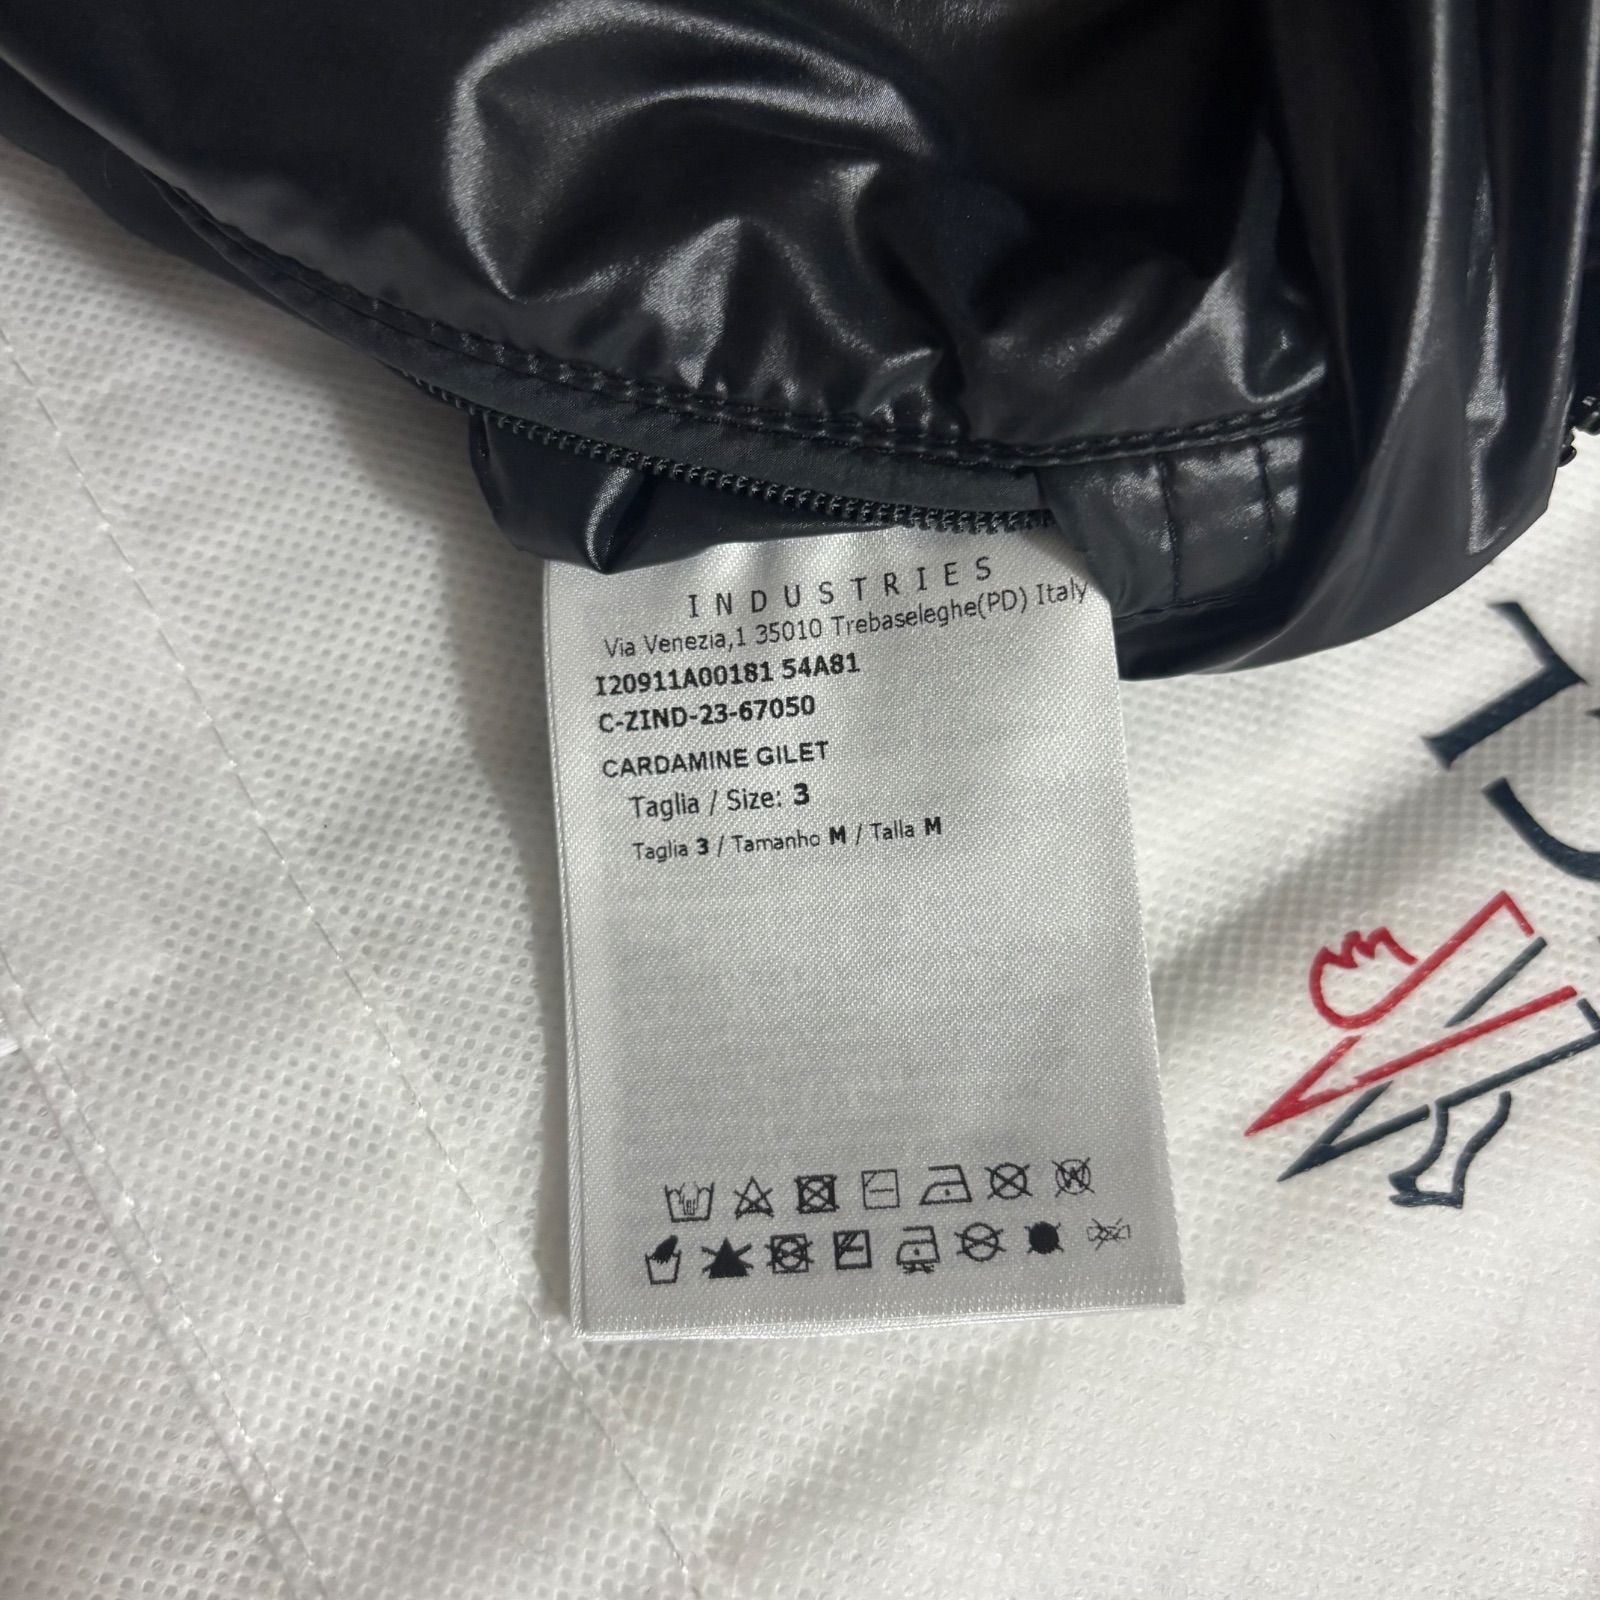 INDUSTRIES
Via Venezia,1 35010 Trebaseleghe(PD) Italy
I20911A00181 54A81
C-ZIND-23-67050
CARDAMINE GILET
Taglia / Size: 3
Taglia 3 / Tamanho M / Talla M